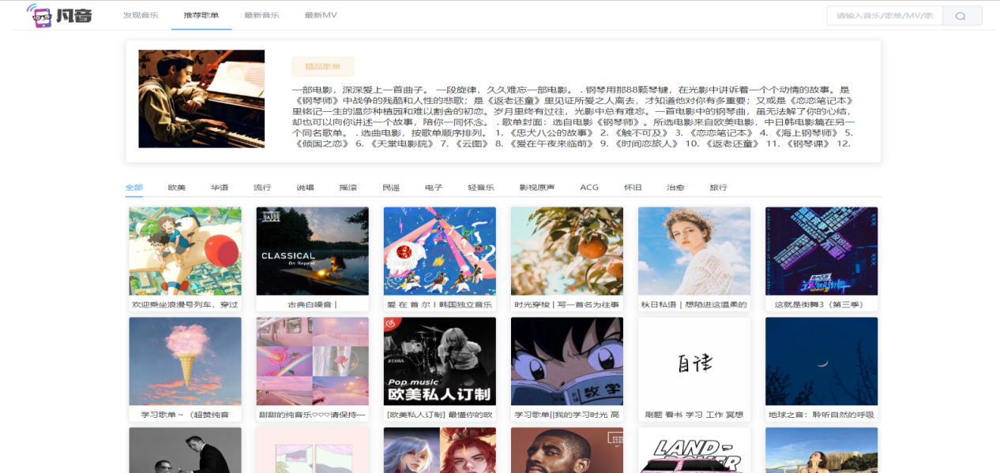 凡音
发现音乐
推荐歌单
最新音乐
最新MV
请输入音乐/歌单/MV/歌
精品歌单
一部电影，深深爱上一首曲子。 一段旋律，久久难忘一部电影。 . 钢琴用那88颗琴键，在光影中讲诉着一个个动情的故事。是
《钢琴师》中战争的残酷和人性的悲歌；是《返老还童》里见证所爱之人离去，才知道他对你有多重要；又或是《恋恋笔记本》
里铭记一生的温莎种植园和难以割舍的初恋。岁月里终有过往，光影中总有难忘。一首电影中的钢琴曲，虽无法解了你的心结，
却也可以向你讲述一个故事，陪你一同怀念。 . 歌单封面：选自电影《钢琴师》。所选电影来自欧美电影，中日韩电影篇在另一
个同名歌单。 . 选曲电影，按歌单顺序排列。 1. 《忠犬八公的故事》 2. 《触不可及》 3. 《恋恋笔记本》 4. 《海上钢琴师》 5.
《倾国之恋》 6. 《天堂电影院》 7. 《云图》 8. 《爱在午夜来临前》 9. 《时间恋旅人》 10. 《返老还童》 11. 《钢琴课》 12.
全部
欧美
华语
流行
说唱
摇滚
民谣
电子
轻音乐
影视原声
ACG
怀旧
治愈
旅行
CLASSICAL
On Repeat
欢迎乘坐浪漫号列车，穿过
古典白噪音 |
爱 在 首 尔丨韩国独立音乐
时光穿梭 | 写一首名为往事
秋日私语｜想陷进这温柔的
这就是街舞3（第三季）
Pop music
欧美私人订制
数学
自律
学习歌单～（超赞纯音
甜甜的纯音乐♡♡♡请保持一
[欧美私人订制] 最懂你的欧
学习歌单||我的学习时光 高
刷题 看书 学习 工作 冥想
地球之音：聆听自然的呼吸
LAND-
ROVER